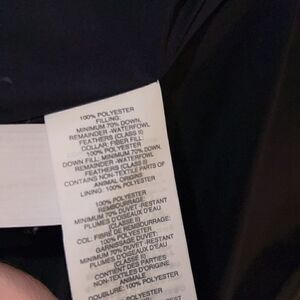 100% POLYESTER
FILLING:
MINIMUM 70% DOWN,
REMAINDER -WATERFOWL
FEATHERS (CLASS II)
COLLAR: FIBER FILL:
100% POLYESTER
DOWN FILL, MINIMUM 70% DOWN,
REMAINDER -WATERFOWL
FEATHERS (CLASS II)
CONTAINS NON-TEXTILE PARTS OF
ANIMAL ORIGINS
LINING: 100% POLYESTER
100% POLYESTER
REMBOURRAGE:
MINIMUM 70% DUVET -RESTANT
PLUMES D'OISEAUX D'EAU
(CLASSE II)
COL: FIBRE DE REMBOURRAGE:
100% POLYESTER
GARNISSAGE DUVET:
MINIMUM 70% DUVET -RESTANT
PLUMES D'OISEAUX D'EAU
(CLASSE II)
CONTIENT DES PARTIES
NON-TEXTILES D'ORIGINE
ANIMALE
DOUBLURE: 100% POLYESTER